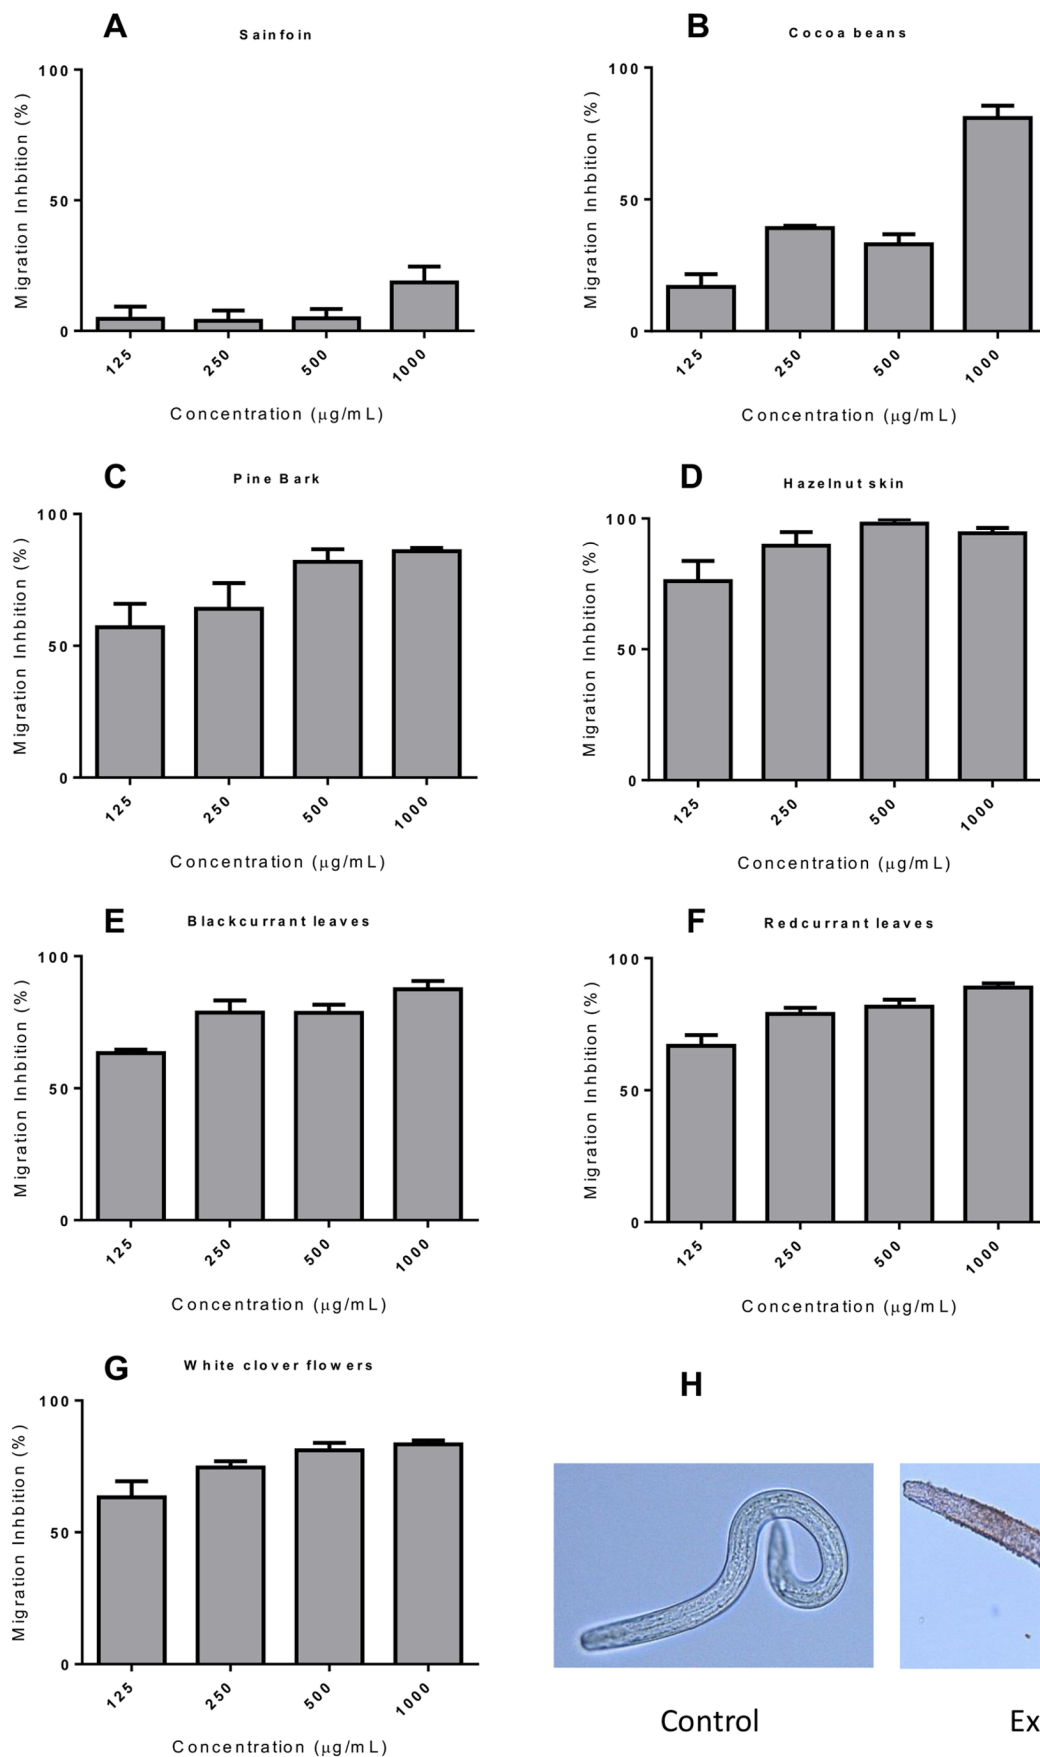 A
Sainfoin
Migration Inhbition (%)
100
50
0
125
250
500
1000
Concentration (μg/mL)
B
Cocoa beans
Migration Inhbition (%)
100
50
0
125
250
500
1000
Concentration (μg/mL)
C
Pine Bark
Migration Inhbition (%)
100
50
0
125
250
500
1000
Concentration (μg/mL)
D
Hazelnut skin
Migration Inhbition (%)
100
50
0
125
250
500
1000
Concentration (μg/mL)
E
Blackcurrant leaves
Migration Inhbition (%)
100
50
0
125
250
500
1000
Concentration (μg/mL)
F
Redcurrant leaves
Migration Inhbition (%)
100
50
0
125
250
500
1000
Concentration (μg/mL)
G
White clover flowers
Migration Inhbition (%)
100
50
0
125
250
500
1000
Concentration (μg/mL)
H
Control
Ex